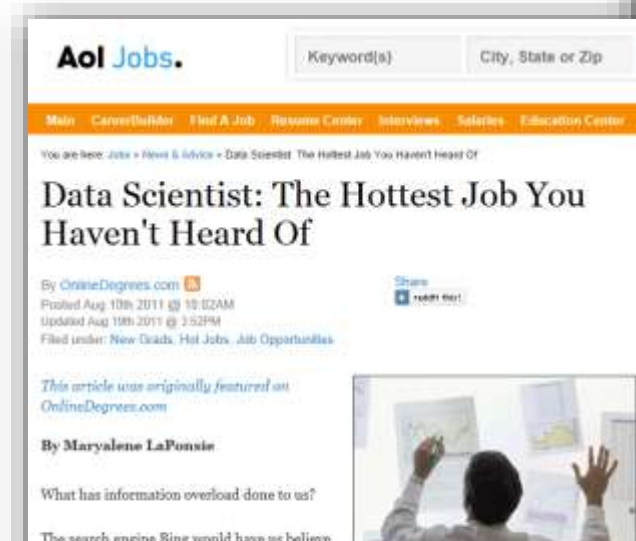 Aol Jobs.
Keyword(s)
City, State or Zip
Main CareerBuilder Find A Job Resume Center Interviews Salaries Education Center
You are here: Jobs » News & Advice » Data Scientist: The Hottest Job You Haven't Heard Of
Data Scientist: The Hottest Job You
Haven't Heard Of
By OnlineDegrees.com
Posted Aug 10th 2011 @ 10:02AM
Updated Aug 19th 2011 @ 3:52PM
Filed under: New Grads, Hot Jobs, Job Opportunities
Share
reddit this!
This article was originally featured on
OnlineDegrees.com
By Maryalene LaPonsie
What has information overload done to us?
The search engine Bing would have us believe